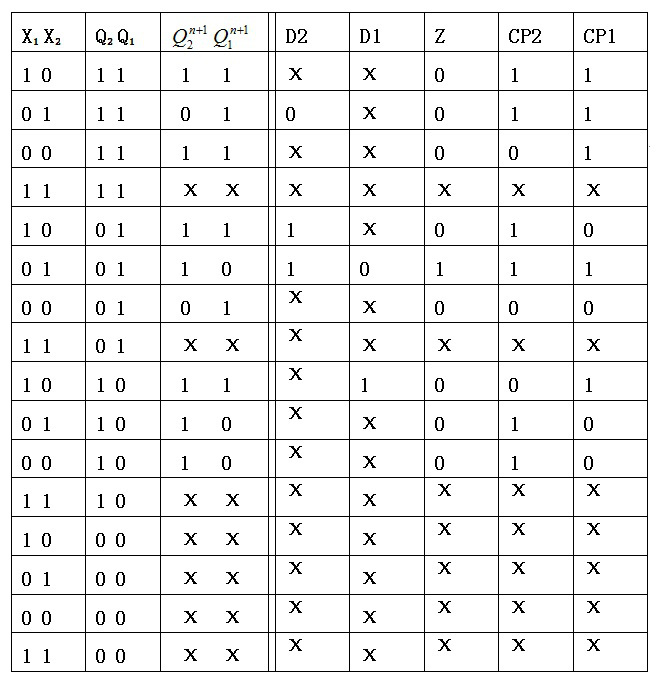 X₁ X₂ Q₂ Q₁ Q₂ⁿ⁺¹ Q₁ⁿ⁺¹ D2 D1 Z CP2 CP1
1 0 1 1 1 1 x x 0 1 1
0 1 1 1 0 1 0 x 0 1 1
0 0 1 1 1 1 x x 0 0 1
1 1 1 1 x x x x x x x
1 0 0 1 1 1 1 x 0 1 0
0 1 0 1 1 0 1 0 1 1 1
0 0 0 1 0 1 x x 0 0 0
1 1 0 1 x x x x x x x
1 0 1 0 1 1 x 1 0 0 1
0 1 1 0 1 0 x x 0 1 0
0 0 1 0 1 0 x x 0 1 0
1 1 1 0 x x x x x x x
1 0 0 0 x x x x x x x
0 1 0 0 x x x x x x x
0 0 0 0 x x x x x x x
1 1 0 0 x x x x x x x